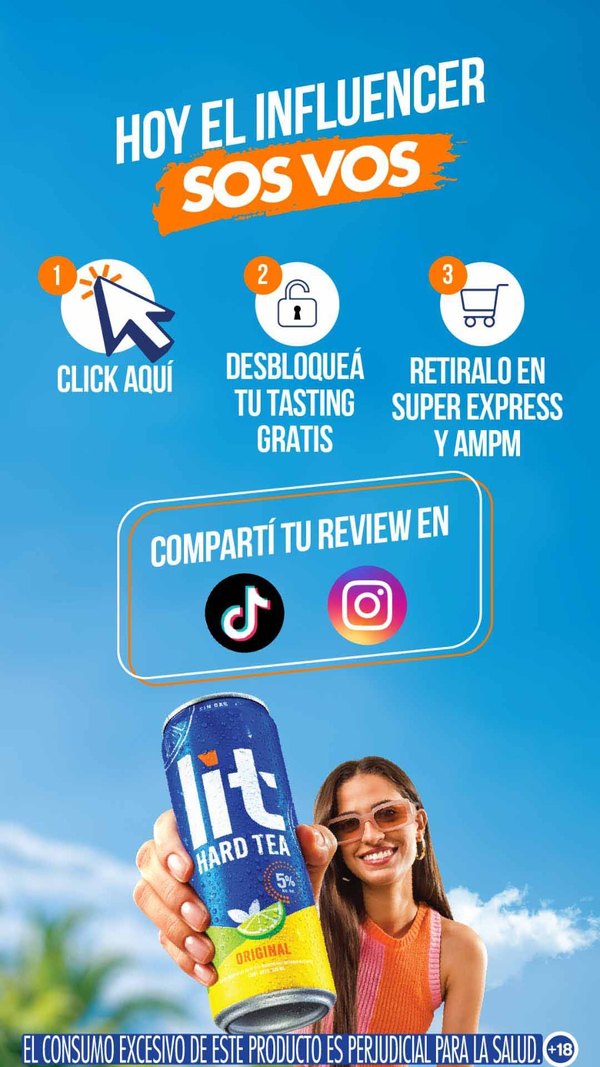 HOY EL INFLUENCER
SOS VOS
1
CLICK AQUÍ
2
DESBLOQUEÁ
TU TASTING
GRATIS
3
RETIRALO EN
SUPER EXPRESS
Y AMPM
COMPARTÍ TU REVIEW EN
SIN GAS
lit
HARD TEA
5%
ORIGINAL
EL CONSUMO EXCESIVO DE ESTE PRODUCTO ES PERJUDICIAL PARA LA SALUD. +18